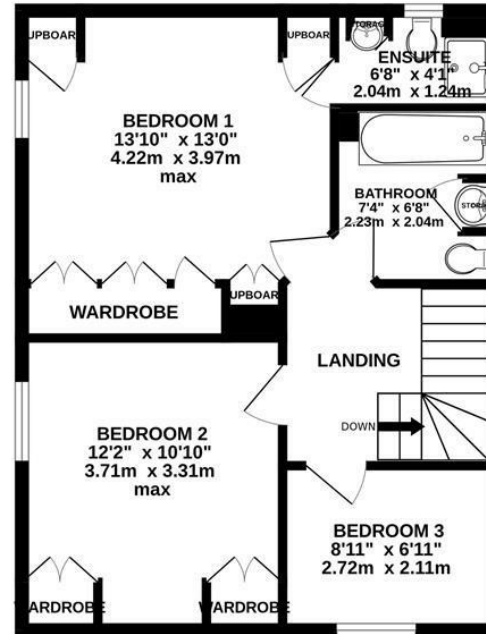 UPBOAR
UPBOAR
STORAG
ENSUITE
6'8" x 4'1"
2.04m x 1.24m
BEDROOM 1
13'10" x 13'0"
4.22m x 3.97m
max
BATHROOM
7'4" x 6'8"
2.23m x 2.04m
STOR
UPBOAR
WARDROBE
LANDING
DOWN
BEDROOM 2
12'2" x 10'10"
3.71m x 3.31m
max
BEDROOM 3
8'11" x 6'11"
2.72m x 2.11m
WARDROBE
WARDROBE